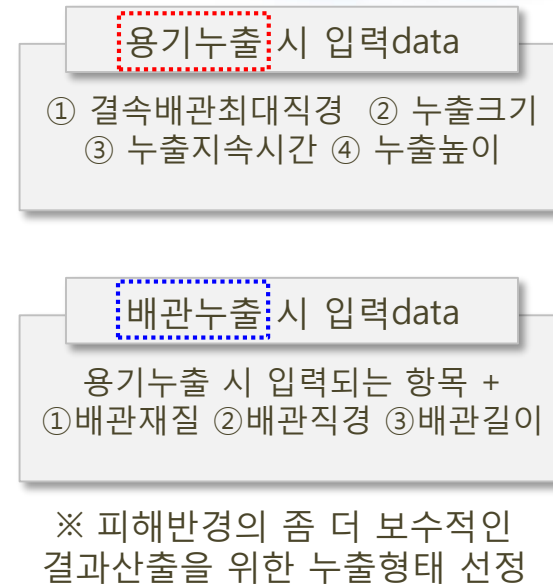 용기누출 시 입력data
① 결속배관최대직경 ② 누출크기
③ 누출지속시간 ④ 누출높이
배관누출 시 입력data
용기누출 시 입력되는 항목 +
①배관재질 ②배관직경 ③배관길이
※ 피해반경의 좀 더 보수적인
결과산출을 위한 누출형태 선정